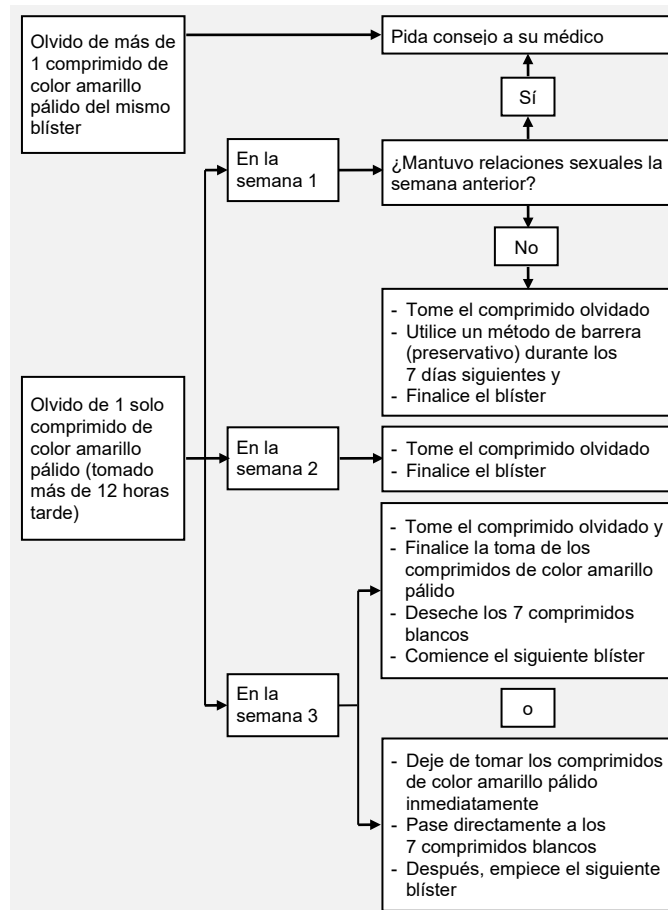 Olvido de más de
1 comprimido de
color amarillo
pálido del mismo
blíster
Pida consejo a su médico
Sí
En la
semana 1
¿Mantuvo relaciones sexuales la
semana anterior?
No
- Tome el comprimido olvidado
- Utilice un método de barrera
(preservativo) durante los
7 días siguientes y
- Finalice el blíster
Olvido de 1 solo
comprimido de
color amarillo
pálido (tomado
más de 12 horas
tarde)
En la
semana 2
- Tome el comprimido olvidado
- Finalice el blíster
En la
semana 3
- Tome el comprimido olvidado y
- Finalice la toma de los
comprimidos de color amarillo
pálido
- Deseche los 7 comprimidos
blancos
- Comience el siguiente blíster
o
- Deje de tomar los comprimidos
de color amarillo pálido
inmediatamente
- Pase directamente a los
7 comprimidos blancos
- Después, empiece el siguiente
blíster